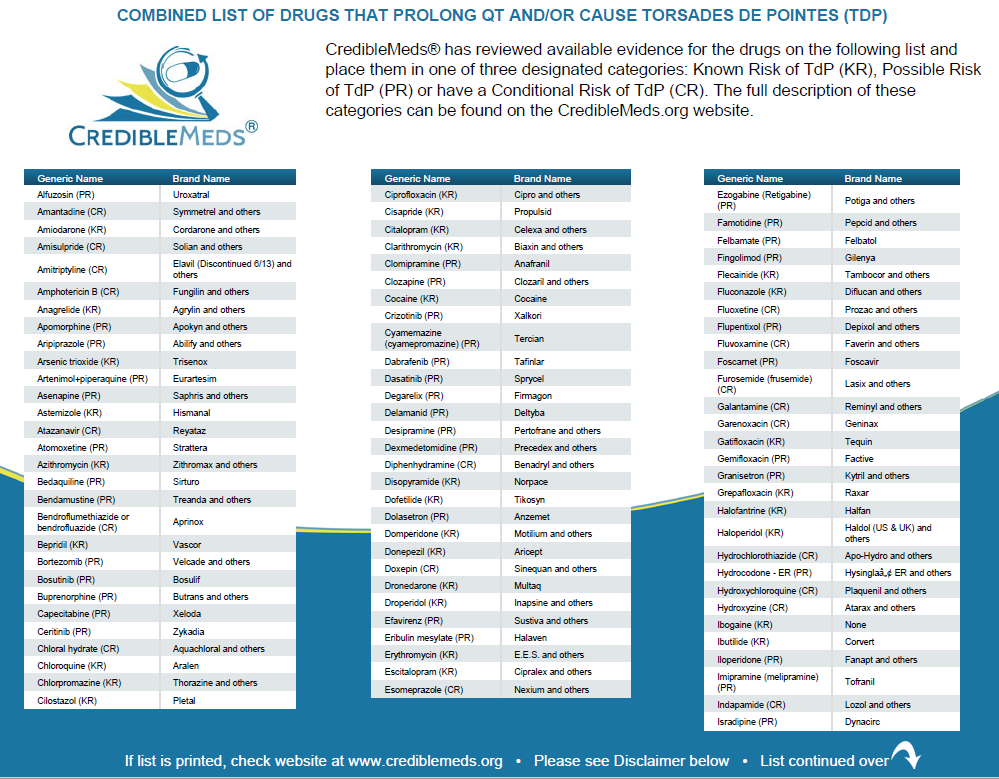 COMBINED LIST OF DRUGS THAT PROLONG QT AND/OR CAUSE TORSADES DE POINTES (TDP)
CredibleMeds® has reviewed available evidence for the drugs on the following list and
place them in one of three designated categories: Known Risk of TdP (KR), Possible Risk
of TdP (PR) or have a Conditional Risk of TdP (CR). The full description of these
categories can be found on the CredibleMeds.org website.
CREDIBLEMEDS®
Generic Name Brand Name
Alfuzosin (PR) Uroxatral
Amantadine (CR) Symmetrel and others
Amiodarone (KR) Cordarone and others
Amisulpride (CR) Solian and others
Amitriptyline (CR) Elavil (Discontinued 6/13) and
others
Amphotericin B (CR) Fungilin and others
Anagrelide (KR) Agrylin and others
Apomorphine (PR) Apokyn and others
Aripiprazole (PR) Abilify and others
Arsenic trioxide (KR) Trisenox
Artenimol+piperaquine (PR) Eurartesim
Asenapine (PR) Saphris and others
Astemizole (KR) Hismanal
Atazanavir (CR) Reyataz
Atomoxetine (PR) Strattera
Azithromycin (KR) Zithromax and others
Bedaquiline (PR) Sirturo
Bendamustine (PR) Treanda and others
Bendroflumethiazide or
bendrofluazide (CR) Aprinox
Bepridil (KR) Vascor
Bortezomib (PR) Velcade and others
Bosutinib (PR) Bosulif
Buprenorphine (PR) Butrans and others
Capecitabine (PR) Xeloda
Ceritinib (PR) Zykadia
Chloral hydrate (CR) Aquachloral and others
Chloroquine (KR) Aralen
Chlorpromazine (KR) Thorazine and others
Cilostazol (KR) Pletal
Generic Name Brand Name
Ciprofloxacin (KR) Cipro and others
Cisapride (KR) Propulsid
Citalopram (KR) Celexa and others
Clarithromycin (KR) Biaxin and others
Clomipramine (PR) Anafranil
Clozapine (PR) Clozaril and others
Cocaine (KR) Cocaine
Crizotinib (PR) Xalkori
Cyamemazine
(cyamepromazine) (PR) Tercian
Dabrafenib (PR) Tafinlar
Dasatinib (PR) Sprycel
Degarelix (PR) Firmagon
Delamanid (PR) Deltyba
Desipramine (PR) Pertofrane and others
Dexmedetomidine (PR) Precedex and others
Diphenhydramine (CR) Benadryl and others
Disopyramide (KR) Norpace
Dofetilide (KR) Tikosyn
Dolasetron (PR) Anzemet
Domperidone (KR) Motilium and others
Donepezil (KR) Aricept
Doxepin (CR) Sinequan and others
Dronedarone (KR) Multaq
Droperidol (KR) Inapsine and others
Efavirenz (PR) Sustiva and others
Eribulin mesylate (PR) Halaven
Erythromycin (KR) E.E.S. and others
Escitalopram (KR) Cipralex and others
Esomeprazole (CR) Nexium and others
Generic Name Brand Name
Ezogabine (Retigabine)
(PR) Potiga and others
Famotidine (PR) Pepcid and others
Felbamate (PR) Felbatol
Fingolimod (PR) Gilenya
Flecainide (KR) Tambocor and others
Fluconazole (KR) Diflucan and others
Fluoxetine (CR) Prozac and others
Flupentixol (PR) Depixol and others
Fluvoxamine (CR) Faverin and others
Foscarnet (PR) Foscavir
Furosemide (frusemide)
(CR) Lasix and others
Galantamine (CR) Reminyl and others
Garenoxacin (CR) Geninax
Gatifloxacin (KR) Tequin
Gemifloxacin (PR) Factive
Granisetron (PR) Kytril and others
Grepafloxacin (KR) Raxar
Halofantrine (KR) Halfan
Haloperidol (KR) Haldol (US & UK) and
others
Hydrochlorothiazide (CR) Apo-Hydro and others
Hydrocodone - ER (PR) Hysinglaâ„¢ ER and others
Hydroxychloroquine (CR) Plaquenil and others
Hydroxyzine (CR) Atarax and others
Ibogaine (KR) None
Ibutilide (KR) Corvert
Iloperidone (PR) Fanapt and others
Imipramine (melipramine)
(PR) Tofranil
Indapamide (CR) Lozol and others
Isradipine (PR) Dynacirc
If list is printed, check website at www.crediblemeds.org • Please see Disclaimer below • List continued over